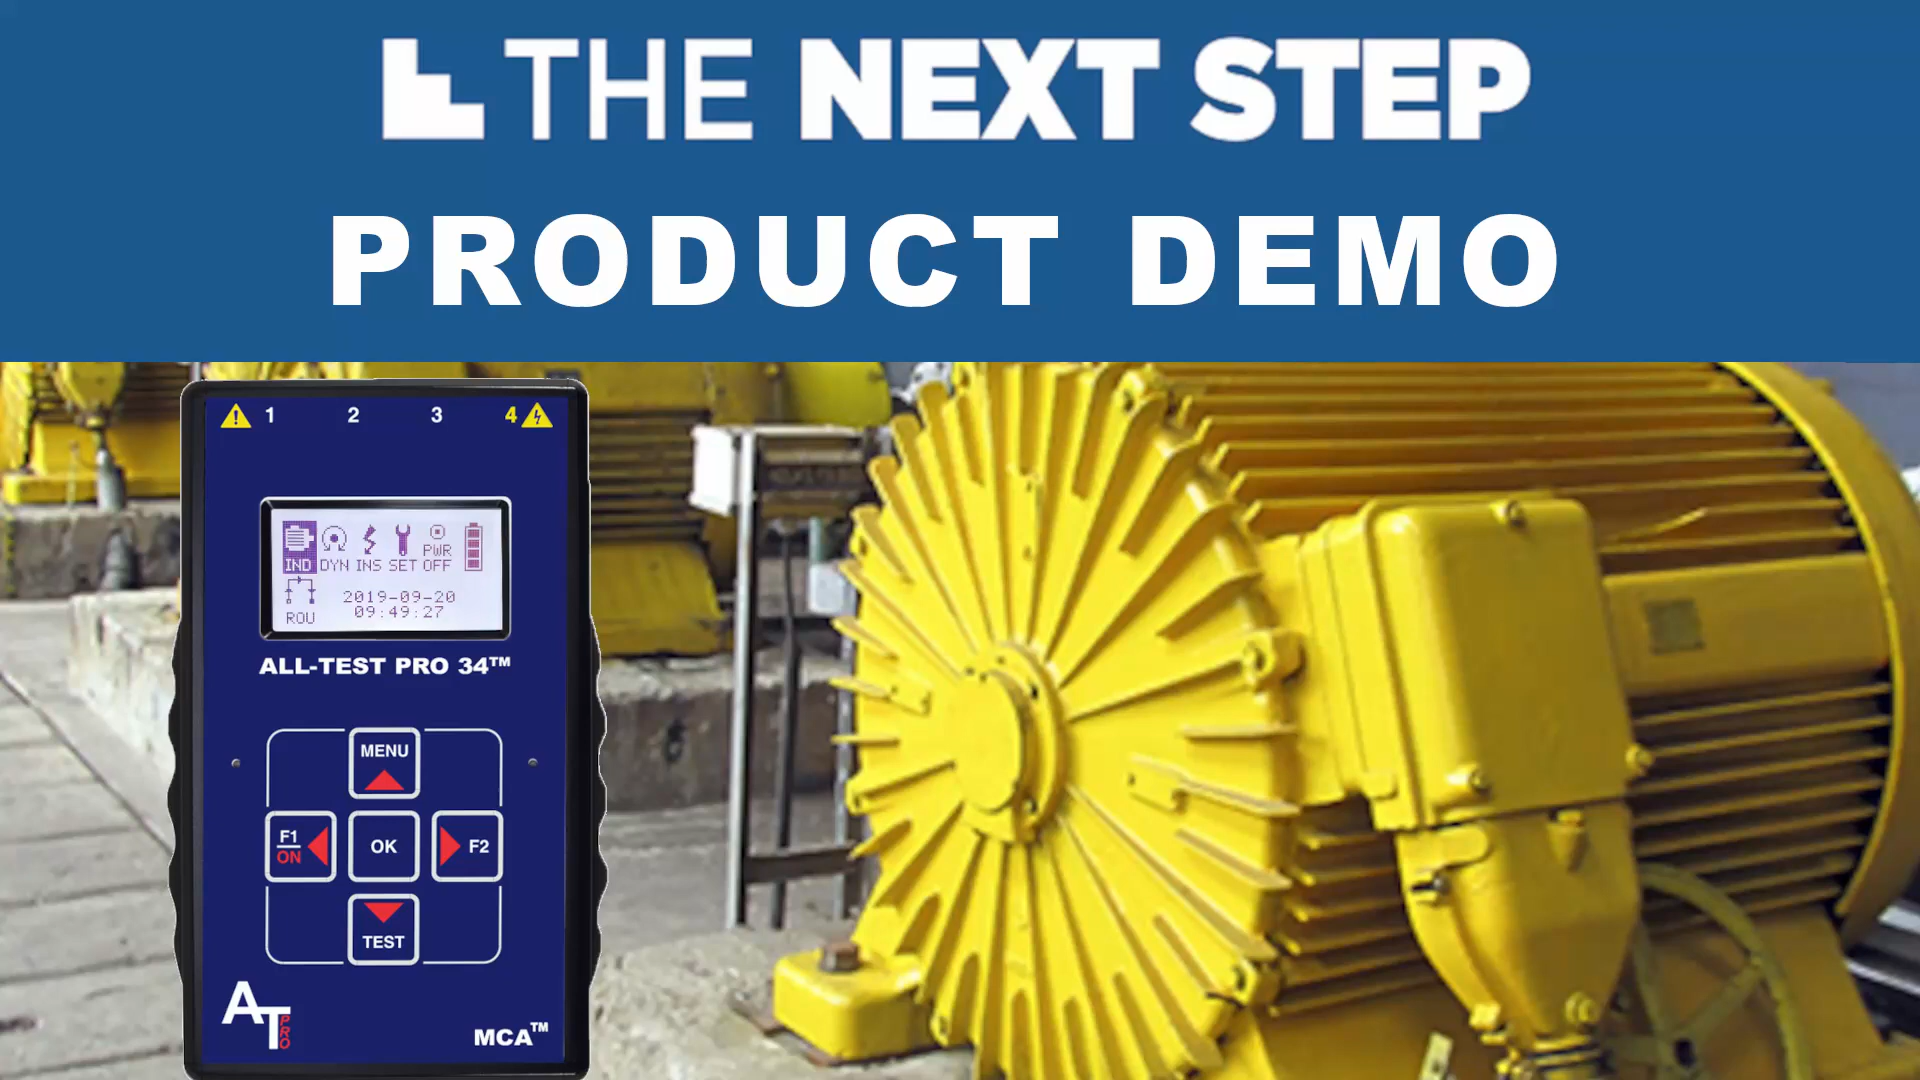 THE NEXT STEP
PRODUCT DEMO
1 2 3 4
IND DYN INS SET PWR OFF
ROU 2019-09-20
09:49:27
ALL-TEST PRO 34™
MENU
F1
ON
OK
F2
TEST
AT PRO
MCA™